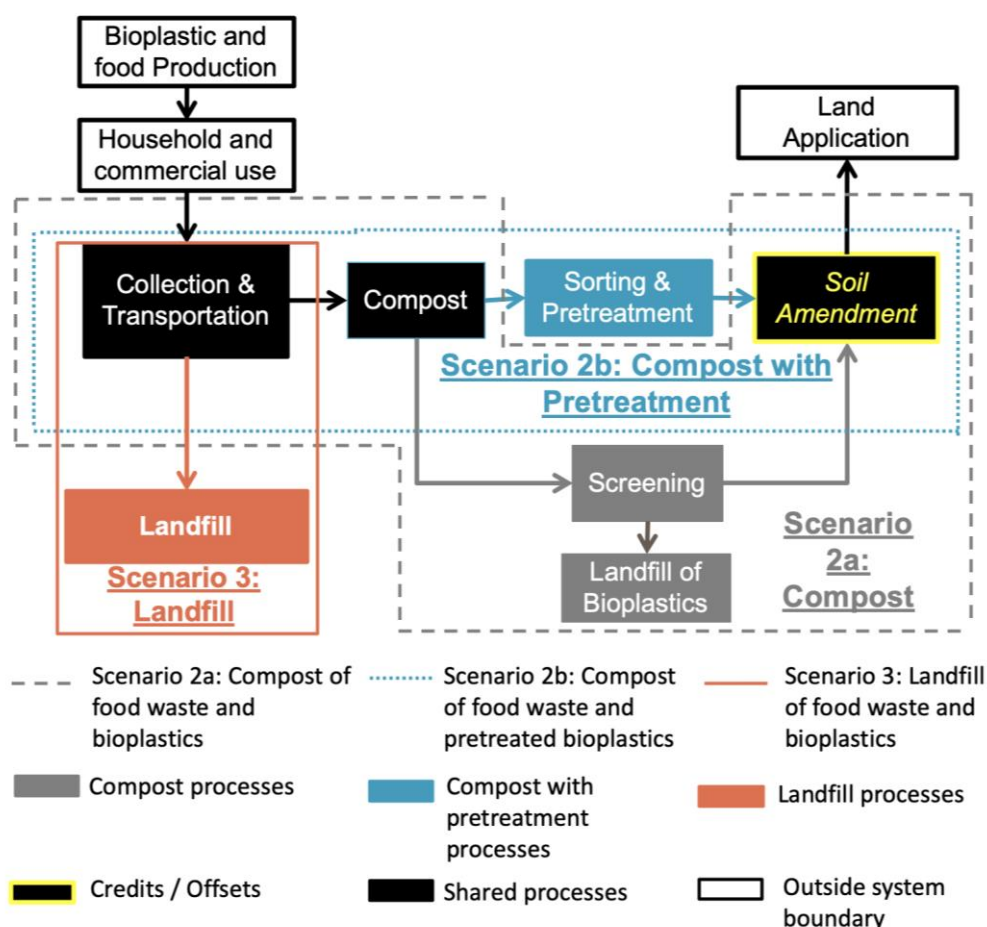 Bioplastic and
food Production
Household and
commercial use
Land
Application
Collection &
Transportation
Compost
Sorting &
Pretreatment
Soil
Amendment
Scenario 2b: Compost with
Pretreatment
Screening
Landfill
Scenario 3:
Landfill
Landfill of
Bioplastics
Scenario
2a:
Compost
Scenario 2a: Compost of
food waste and
bioplastics
Scenario 2b: Compost
of food waste and
pretreated bioplastics
Scenario 3: Landfill
of food waste and
bioplastics
Compost processes
Compost with
pretreatment
processes
Landfill processes
Credits / Offsets
Shared processes
Outside system
boundary